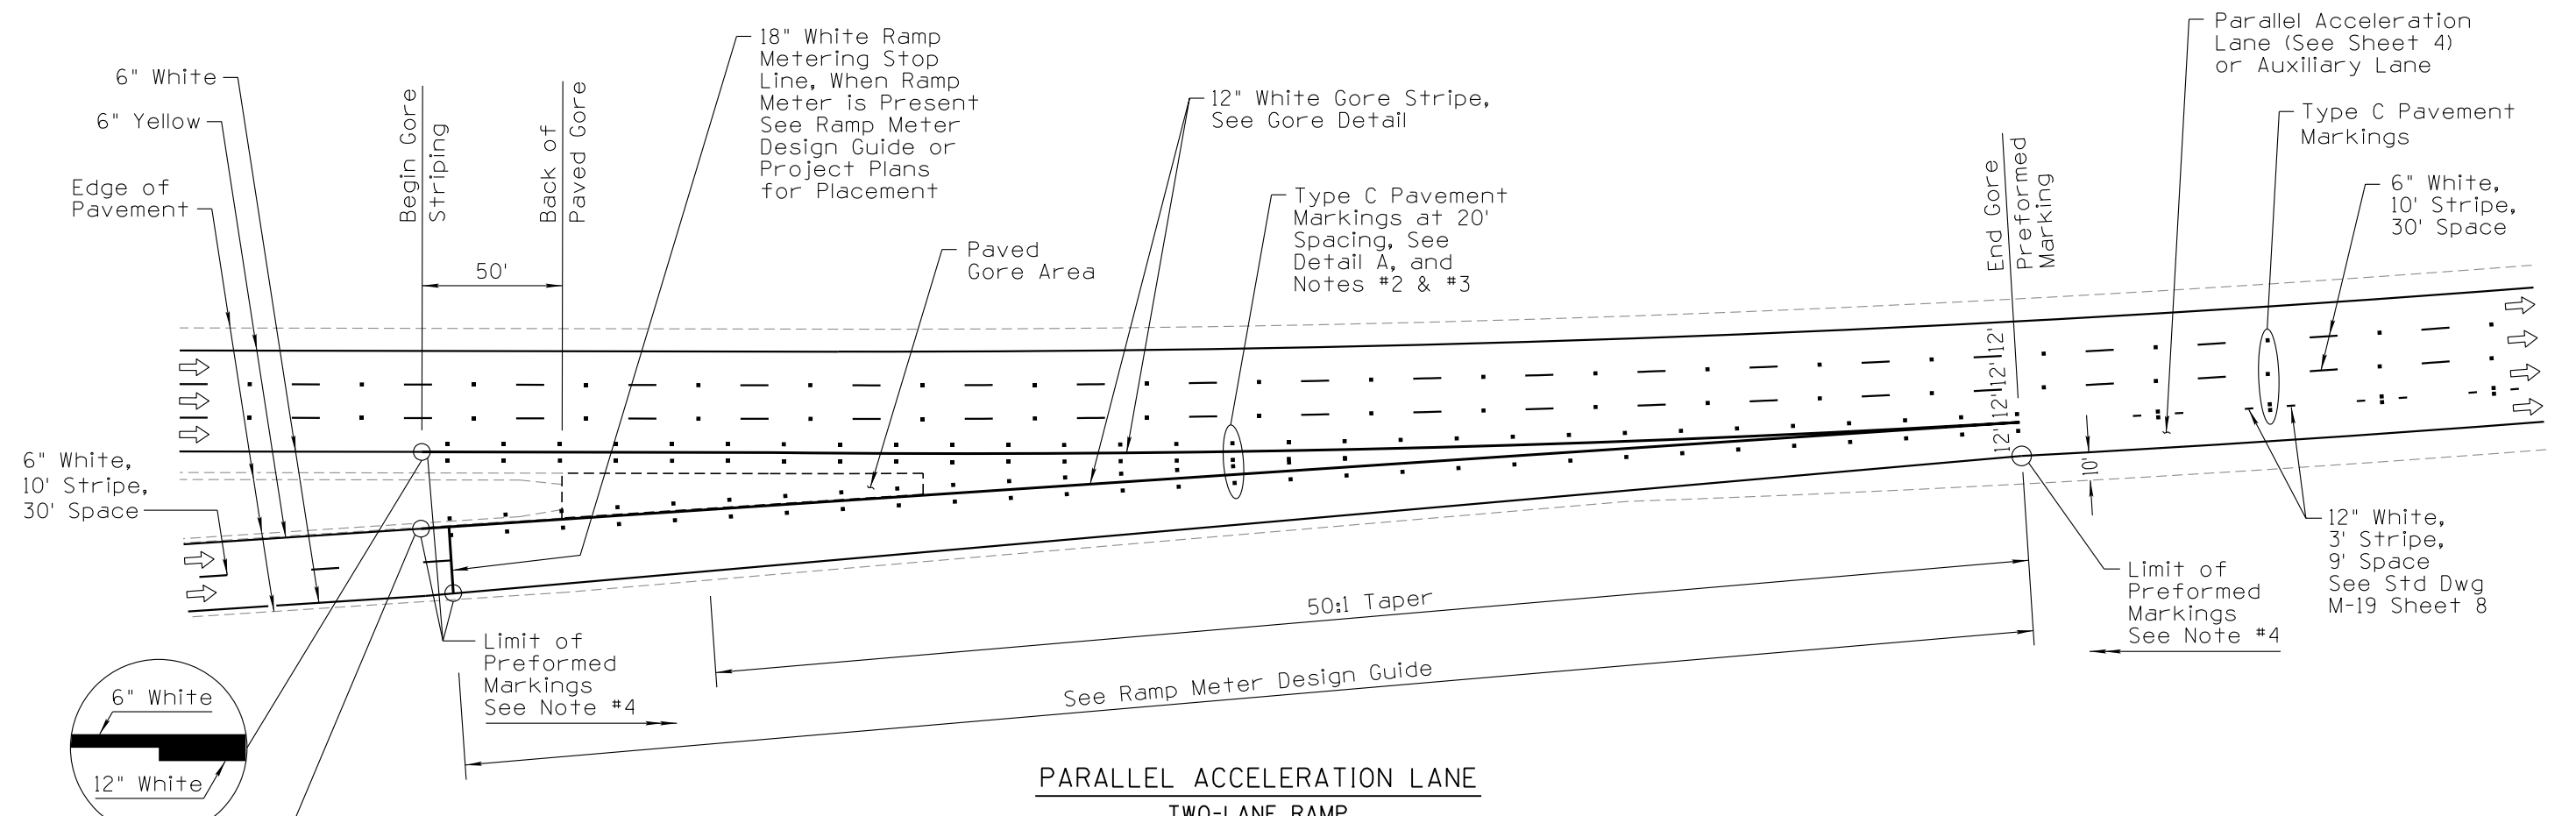 6" White
6" Yellow
Edge of
Pavement
Begin Gore
Striping
Back of
Paved Gore
50'
18" White Ramp
Metering Stop
Line, When Ramp
Meter is Present
See Ramp Meter
Design Guide or
Project Plans
for Placement
Paved
Gore Area
12" White Gore Stripe,
See Gore Detail
Type C Pavement
Markings at 20'
Spacing, See
Detail A, and
Notes #2 & #3
End Gore
Preformed
Marking
Parallel Acceleration
Lane (See Sheet 4)
or Auxiliary Lane
Type C Pavement
Markings
6" White,
10' Stripe,
30' Space
12'
12'
12'
12'
10'
6" White,
10' Stripe,
30' Space
12" White,
3' Stripe,
9' Space
See Std Dwg
M-19 Sheet 8
Limit of
Preformed
Markings
See Note #4
50:1 Taper
See Ramp Meter Design Guide
Limit of
Preformed
Markings
See Note #4
6" White
12" White
PARALLEL ACCELERATION LANE
TWO-LANE RAMP